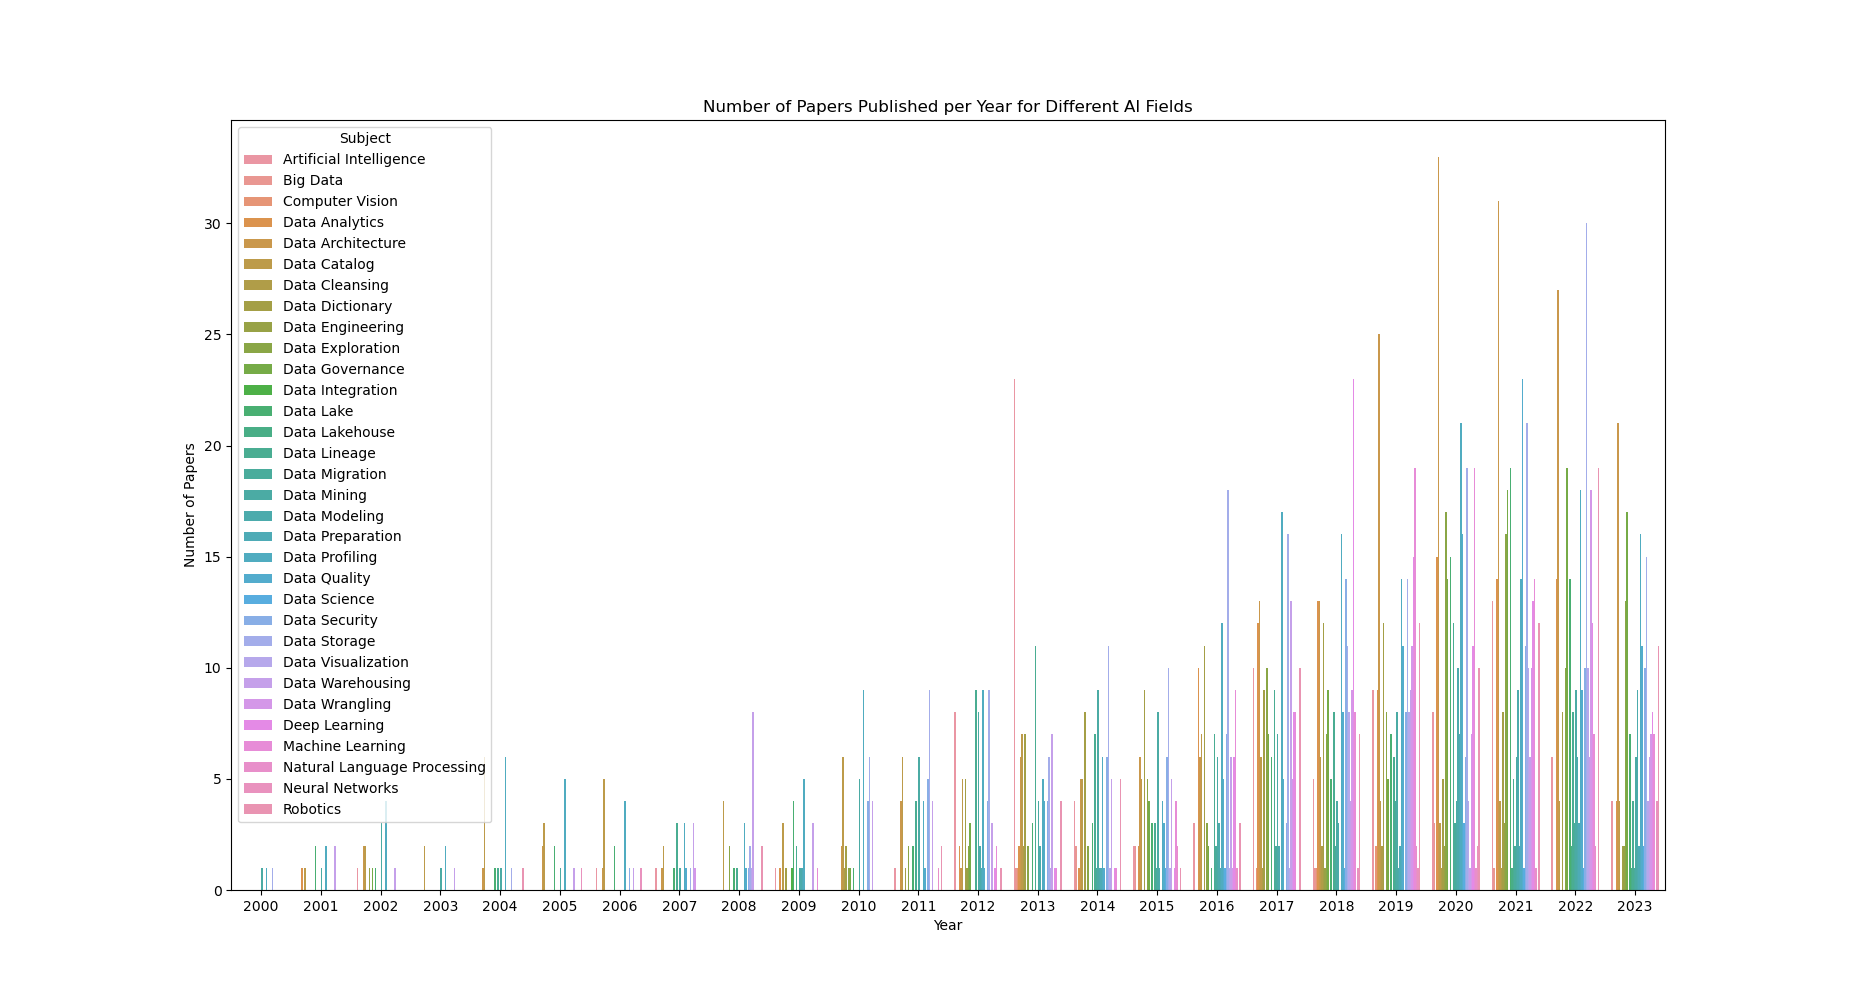 Number of Papers Published per Year for Different AI Fields
Subject
Artificial Intelligence
Big Data
Computer Vision
Data Analytics
Data Architecture
Data Catalog
Data Cleansing
Data Dictionary
Data Engineering
Data Exploration
Data Governance
Data Integration
Data Lake
Data Lakehouse
Data Lineage
Data Migration
Data Mining
Data Modeling
Data Preparation
Data Profiling
Data Quality
Data Science
Data Security
Data Storage
Data Visualization
Data Warehousing
Data Wrangling
Deep Learning
Machine Learning
Natural Language Processing
Neural Networks
Robotics
Number of Papers
30
25
20
15
10
5
0
2000 2001 2002 2003 2004 2005 2006 2007 2008 2009 2010 2011 2012 2013 2014 2015 2016 2017 2018 2019 2020 2021 2022 2023
Year